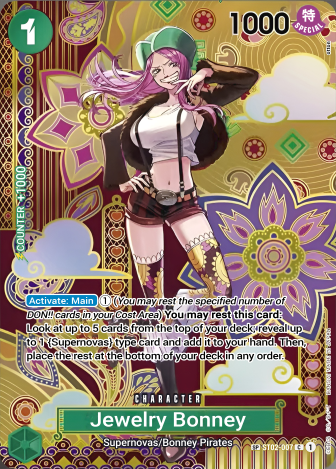 1
1000
特
SPECIAL
COUNTER +1000
Activate: Main ① (You may rest the specified number of
DON!! cards in your Cost Area) You may rest this card:
Look at up to 5 cards from the top of your deck, reveal up
to 1 {Supernovas} type card and add it to your hand. Then,
place the rest at the bottom of your deck in any order.
CHARACTER
Jewelry Bonney
Supernovas/Bonney Pirates
ST02-007 C 1